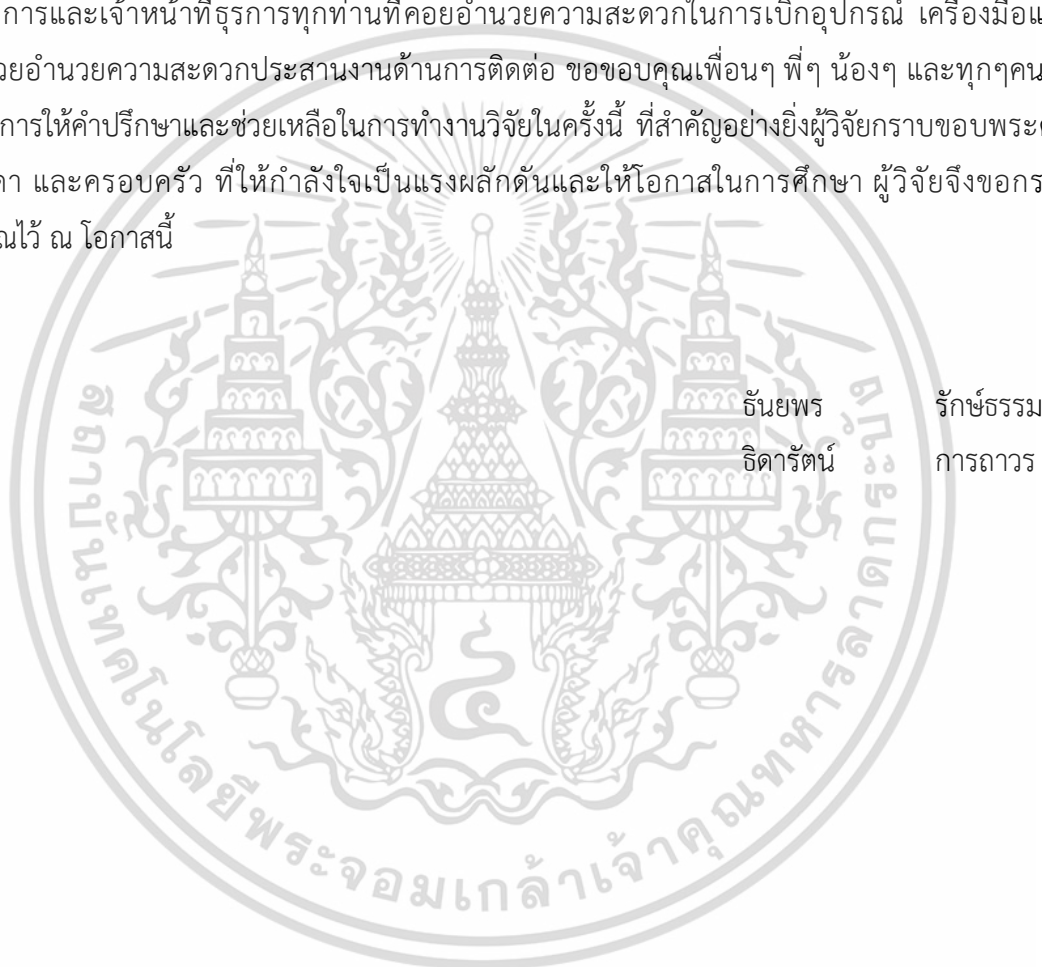 การและเจ้าหน้าที่ธุรการทุกท่านที่คอยอำนวยความสะดวกในการเบิกอุปกรณ์ เครื่องมือแ
วยอำนวยความสะดวกประสานงานด้านการติดต่อ ขอขอบคุณเพื่อนๆ พี่ๆ น้องๆ และทุกๆคน
การให้คำปรึกษาและช่วยเหลือในการทำงานวิจัยในครั้งนี้ ที่สำคัญอย่างยิ่งผู้วิจัยกราบขอบพระ
และครอบครัว ที่ให้กำลังใจเป็นแรงผลักดันและให้โอกาสในการศึกษา ผู้วิจัยจึงขอกร
ณไว้ ณ โอกาสนี้
ธันยพร รักษ์ธรรม
ธิดารัตน์ การถาวร
สถาบันเทคโนโลยีพระจอมเกล้าเจ้าคุณทหารลาดกระบัง
๔